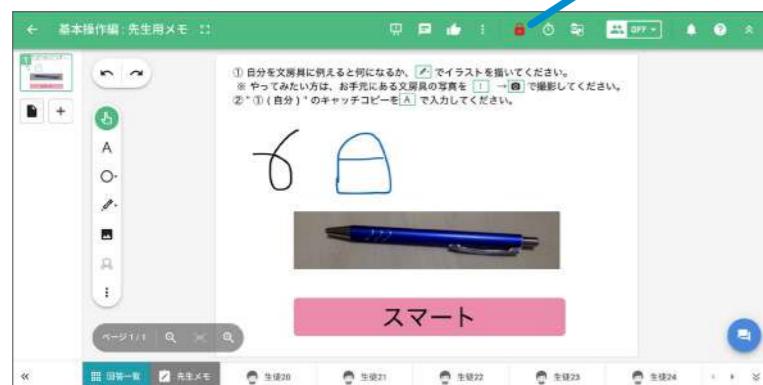 基本操作編 : 先生用メモ
OFF
1
① 自分を文房具に例えると何になるか、でイラストを描いてください。
※ やってみたい方は、お手元にある文房具の写真を → で撮影してください。
② " ① ( 自分 ) " のキャッチコピーを A で入力してください。
A
スマート
ページ 1 / 1
回答一覧
先生メモ
生徒20
生徒21
生徒22
生徒23
生徒24